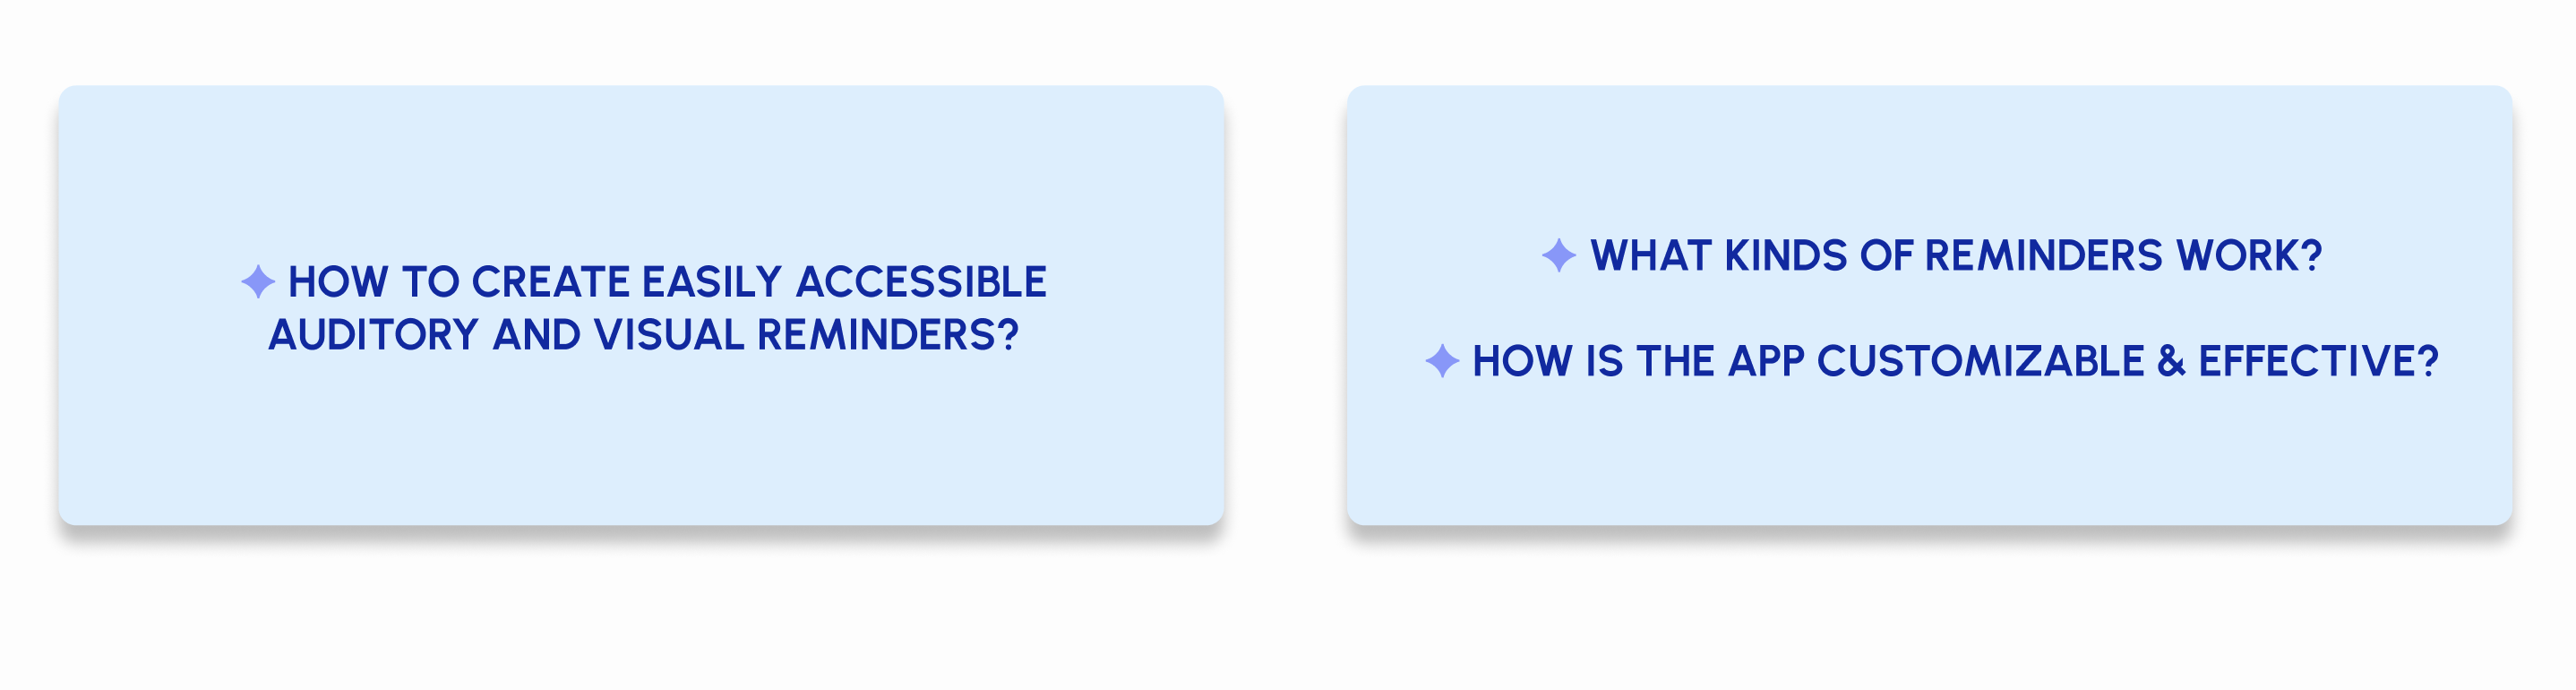 ✦ HOW TO CREATE EASILY ACCESSIBLE
AUDITORY AND VISUAL REMINDERS?
✦ WHAT KINDS OF REMINDERS WORK?
✦ HOW IS THE APP CUSTOMIZABLE & EFFECTIVE?